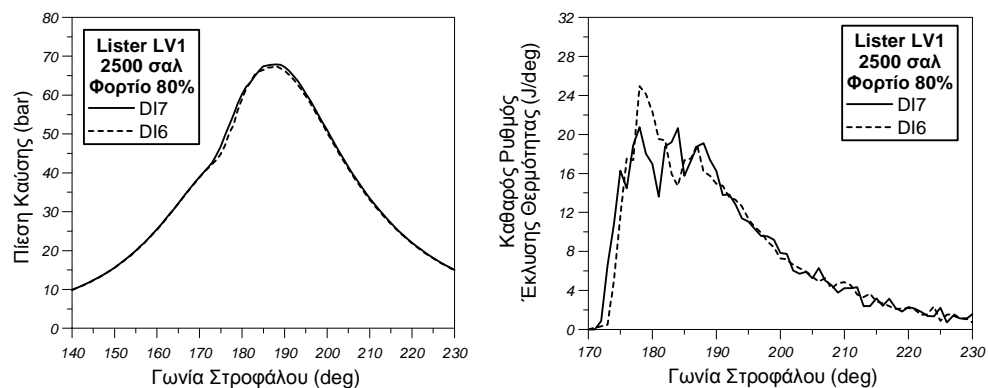 80
70
60
50
40
30
20
10
0
Πίεση Καύσης (bar)
Lister LV1
2500 σαλ
Φορτίο 80%
DI7
DI6
140 150 160 170 180 190 200 210 220 230
Γωνία Στροφάλου (deg)
32
28
24
20
16
12
8
4
0
Καθαρός Ρυθμός
Έκλυσης Θερμότητας (J/deg)
Lister LV1
2500 σαλ
Φορτίο 80%
DI7
DI6
170 180 190 200 210 220 230
Γωνία Στροφάλου (deg)